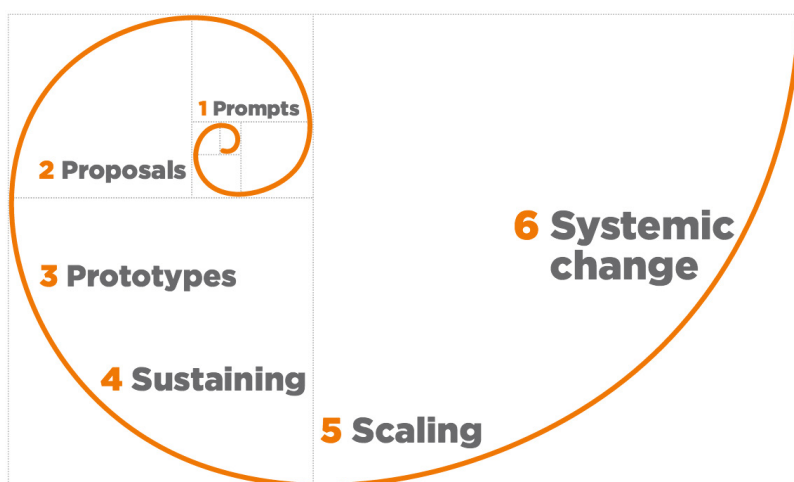 1 Prompts
2 Proposals
3 Prototypes
4 Sustaining
5 Scaling
6 Systemic
change